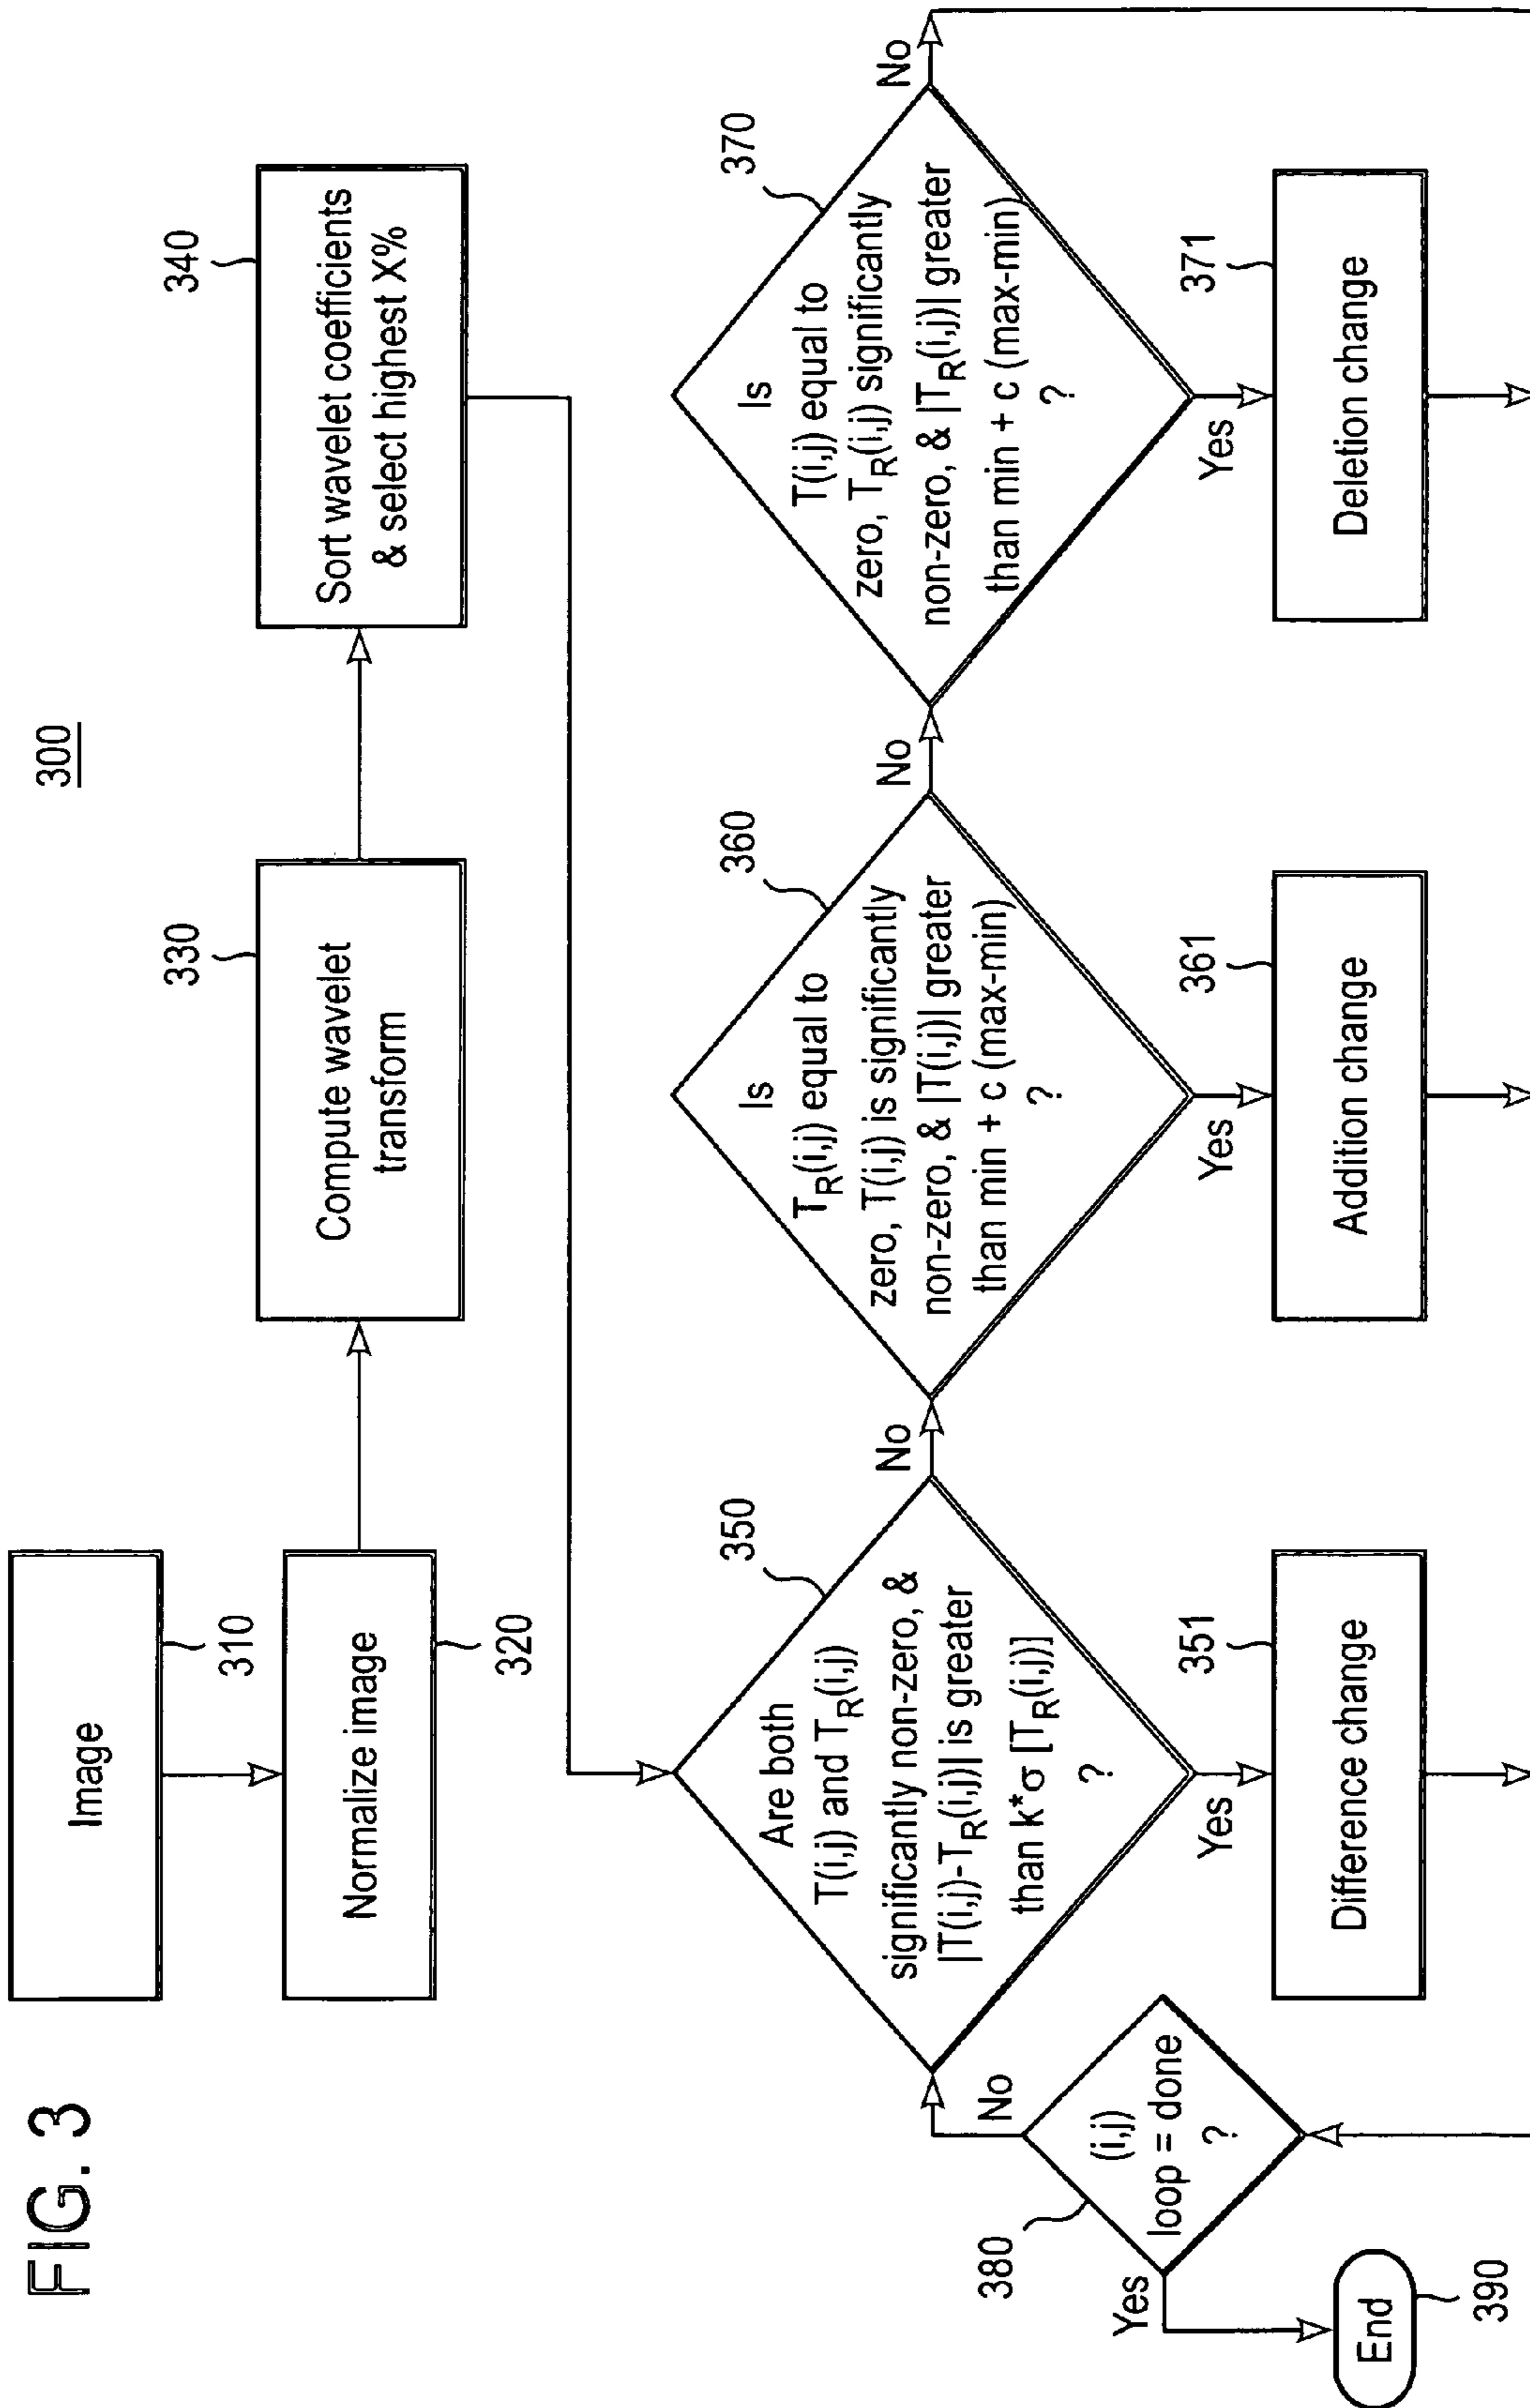 FIG. 3
300
Image
310
Normalize image
320
Compute wavelet
transform
330
Sort wavelet coefficients
& select highest X%
340
Are both
T(i,j) and T_R(i,j)
significantly non-zero, &
|T(i,j)-T_R(i,j)| is greater
than k*σ [T_R(i,j)]
?
350
No
Yes
Difference change
351
Is
T_R(i,j) equal to
zero, T(i,j) is significantly
non-zero, & |T(i,j)| greater
than min + c (max-min)
?
360
No
Yes
Addition change
361
Is
T(i,j) equal to
zero, T_R(i,j) significantly
non-zero, & |T_R(i,j)| greater
than min + c (max-min)
?
370
No
Yes
Deletion change
371
(i,j)
loop = done
?
380
No
Yes
End
390